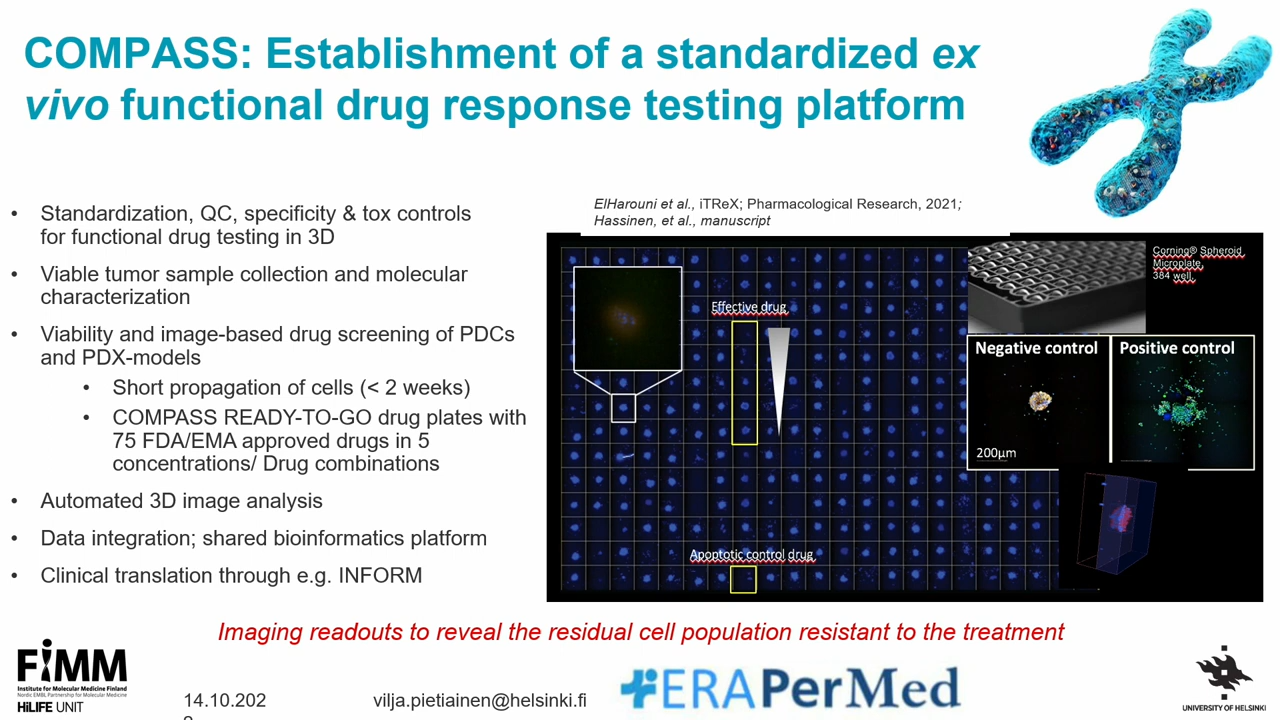 COMPASS: Establishment of a standardized ex
vivo functional drug response testing platform
• Standardization, QC, specificity & tox controls
for functional drug testing in 3D
• Viable tumor sample collection and molecular
characterization
• Viability and image-based drug screening of PDCs
and PDX-models
• Short propagation of cells (< 2 weeks)
• COMPASS READY-TO-GO drug plates with
75 FDA/EMA approved drugs in 5
concentrations/ Drug combinations
• Automated 3D image analysis
• Data integration; shared bioinformatics platform
• Clinical translation through e.g. INFORM
ElHarouni et al., iTReX; Pharmacological Research, 2021;
Hassinen, et al., manuscript
Effective drug
Apoptotic control drug
Corning® Spheroid
Microplate,
384 well,
Negative control
Positive control
200µm
Imaging readouts to reveal the residual cell population resistant to the treatment
FiMM
Institute for Molecular Medicine Finland
Nordic EMBL Partnership for Molecular Medicine
HiLIFE UNIT
14.10.202
vilja.pietiainen@helsinki.fi
ERAPerMed
UNIVERSITY OF HELSINKI